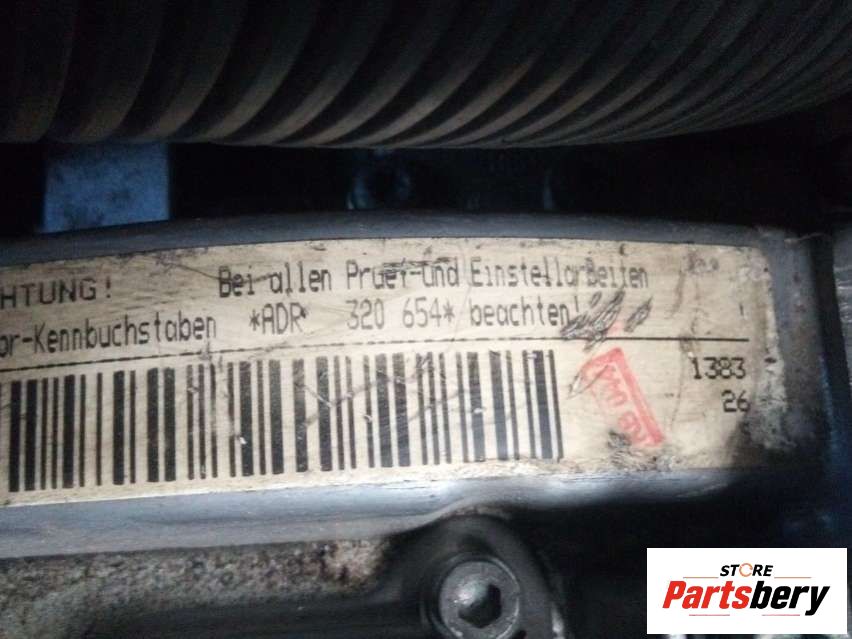 HTUNG! Bei allen Pruef-und Einstellarbeiten
or-Kennbuchstaben *ADR* 320 654* beachten!
1383
26
STORE
Partsbery